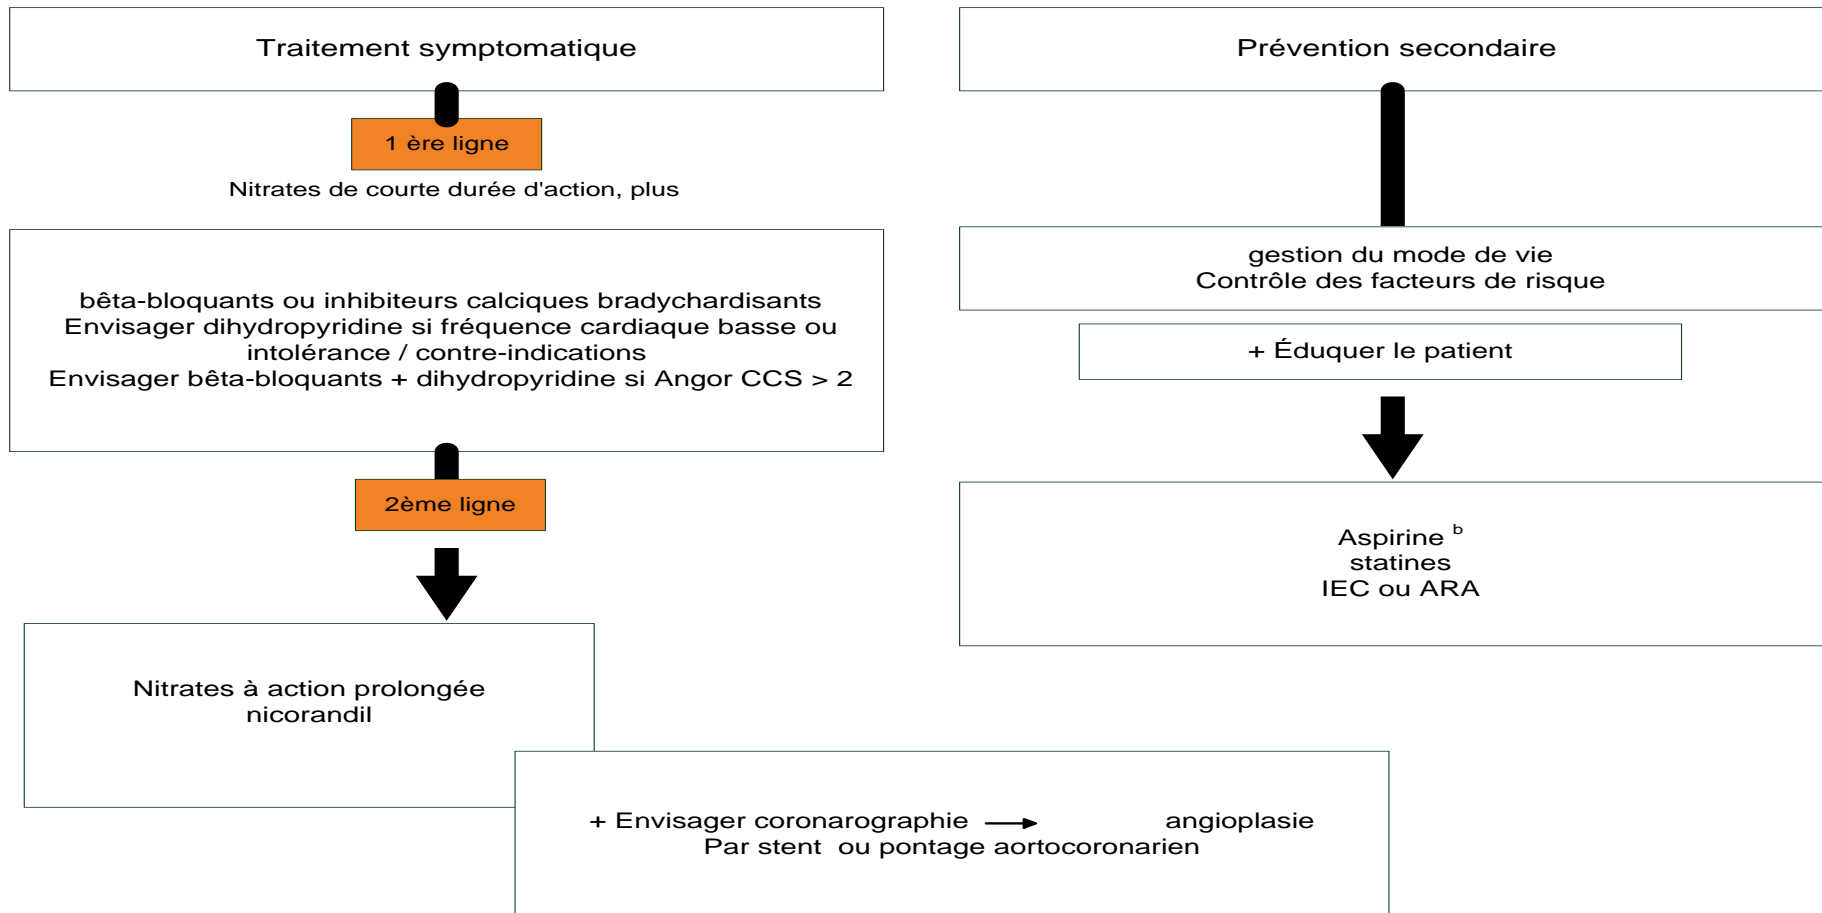 Traitement symptomatique
1 ère ligne
Nitrates de courte durée d'action, plus
bêta-bloquants ou inhibiteurs calciques bradychardisants
Envisager dihydropyridine si fréquence cardiaque basse ou
intolérance / contre-indications
Envisager bêta-bloquants + dihydropyridine si Angor CCS > 2
2ème ligne
Nitrates à action prolongée
nicorandil
Prévention secondaire
gestion du mode de vie
Contrôle des facteurs de risque
+ Éduquer le patient
Aspirine b
statines
IEC ou ARA
+ Envisager coronarographie → angioplasie
Par stent ou pontage aortocoronarien